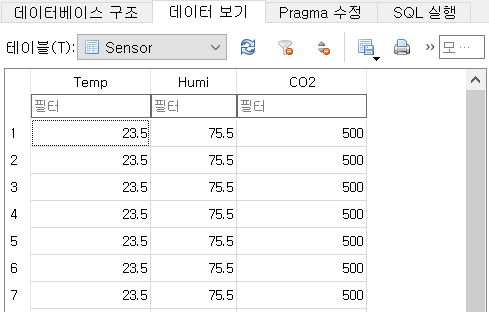 데이터베이스 구조 데이터 보기 Pragma 수정 SQL 실행
테이블(T): Sensor » 모…
Temp Humi CO2
필터 필터 필터
1 23.5 75.5 500
2 23.5 75.5 500
3 23.5 75.5 500
4 23.5 75.5 500
5 23.5 75.5 500
6 23.5 75.5 500
7 23.5 75.5 500